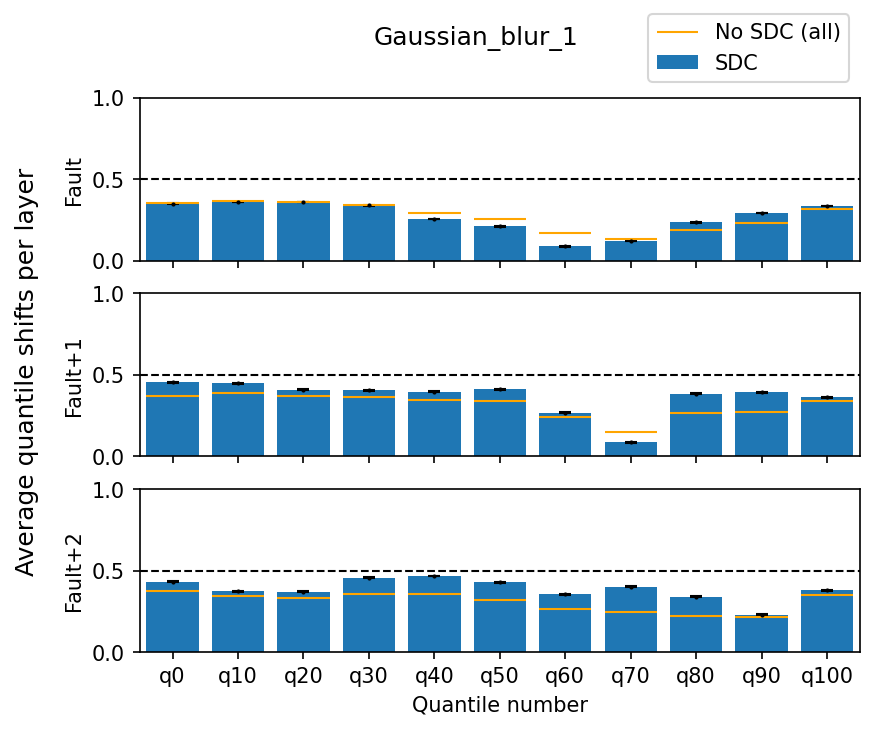 Gaussian_blur_1
No SDC (all)
SDC
Average quantile shifts per layer
Fault
1.0
0.5
0.0
Fault+1
1.0
0.5
0.0
Fault+2
1.0
0.5
0.0
q0 q10 q20 q30 q40 q50 q60 q70 q80 q90 q100
Quantile number